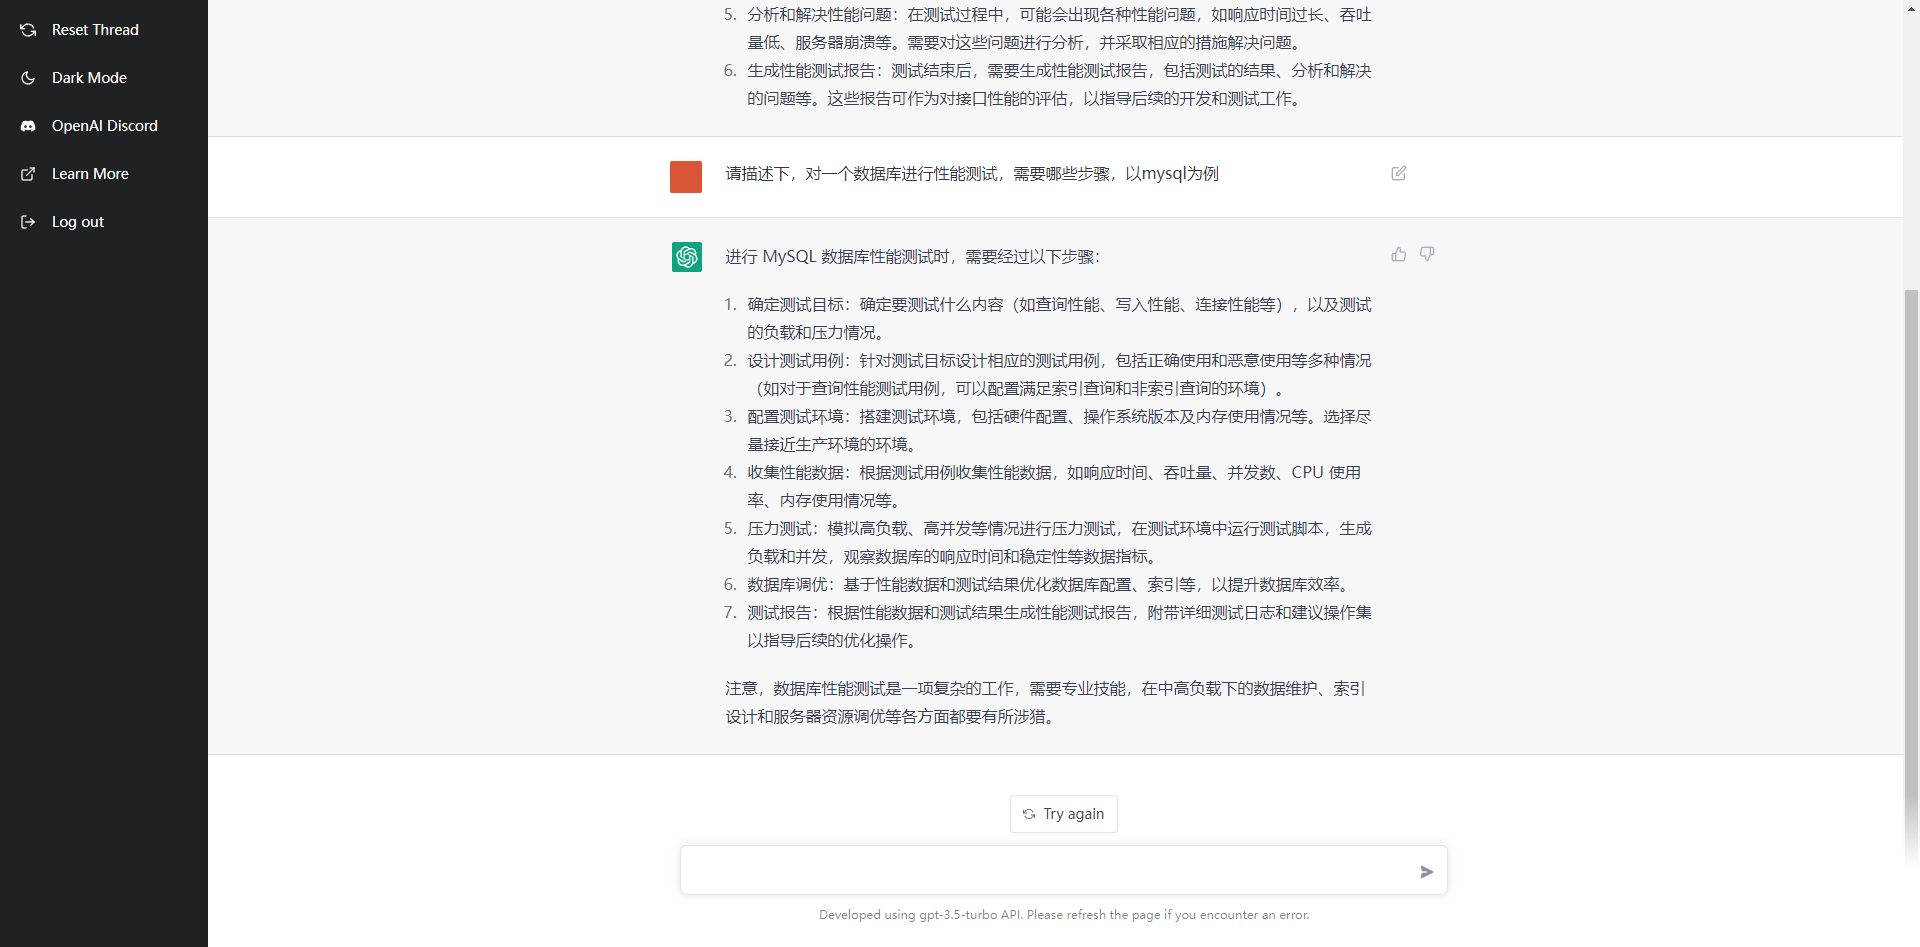 Reset Thread
Dark Mode
OpenAI Discord
Learn More
Log out
5. 分析和解决性能问题：在测试过程中，可能会出现各种性能问题，如响应时间过长、吞吐
量低、服务器崩溃等。需要对这些问题进行分析，并采取相应的措施解决问题。
6. 生成性能测试报告：测试结束后，需要生成性能测试报告，包括测试的结果、分析和解决
的问题等。这些报告可作为对接口性能的评估，以指导后续的开发和测试工作。
请描述下，对一个数据库进行性能测试，需要哪些步骤，以mysql为例
进行 MySQL 数据库性能测试时，需要经过以下步骤：
1. 确定测试目标：确定要测试什么内容（如查询性能、写入性能、连接性能等），以及测试
的负载和压力情况。
2. 设计测试用例：针对测试目标设计相应的测试用例，包括正确使用和恶意使用等多种情况
（如对于查询性能测试用例，可以配置满足索引查询和非索引查询的环境）。
3. 配置测试环境：搭建测试环境，包括硬件配置、操作系统版本及内存使用情况等。选择尽
量接近生产环境的环境。
4. 收集性能数据：根据测试用例收集性能数据，如响应时间、吞吐量、并发数、CPU 使用
率、内存使用情况等。
5. 压力测试：模拟高负载、高并发等情况进行压力测试，在测试环境中运行测试脚本，生成
负载和并发，观察数据库的响应时间和稳定性等数据指标。
6. 数据库调优：基于性能数据和测试结果优化数据库配置、索引等，以提升数据库效率。
7. 测试报告：根据性能数据和测试结果生成性能测试报告，附带详细测试日志和建议操作集
以指导后续的优化操作。
注意，数据库性能测试是一项复杂的工作，需要专业技能，在中高负载下的数据维护、索引
设计和服务器资源调优等各方面都要有所涉猎。
Try again
Developed using gpt-3.5-turbo API. Please refresh the page if you encounter an error.